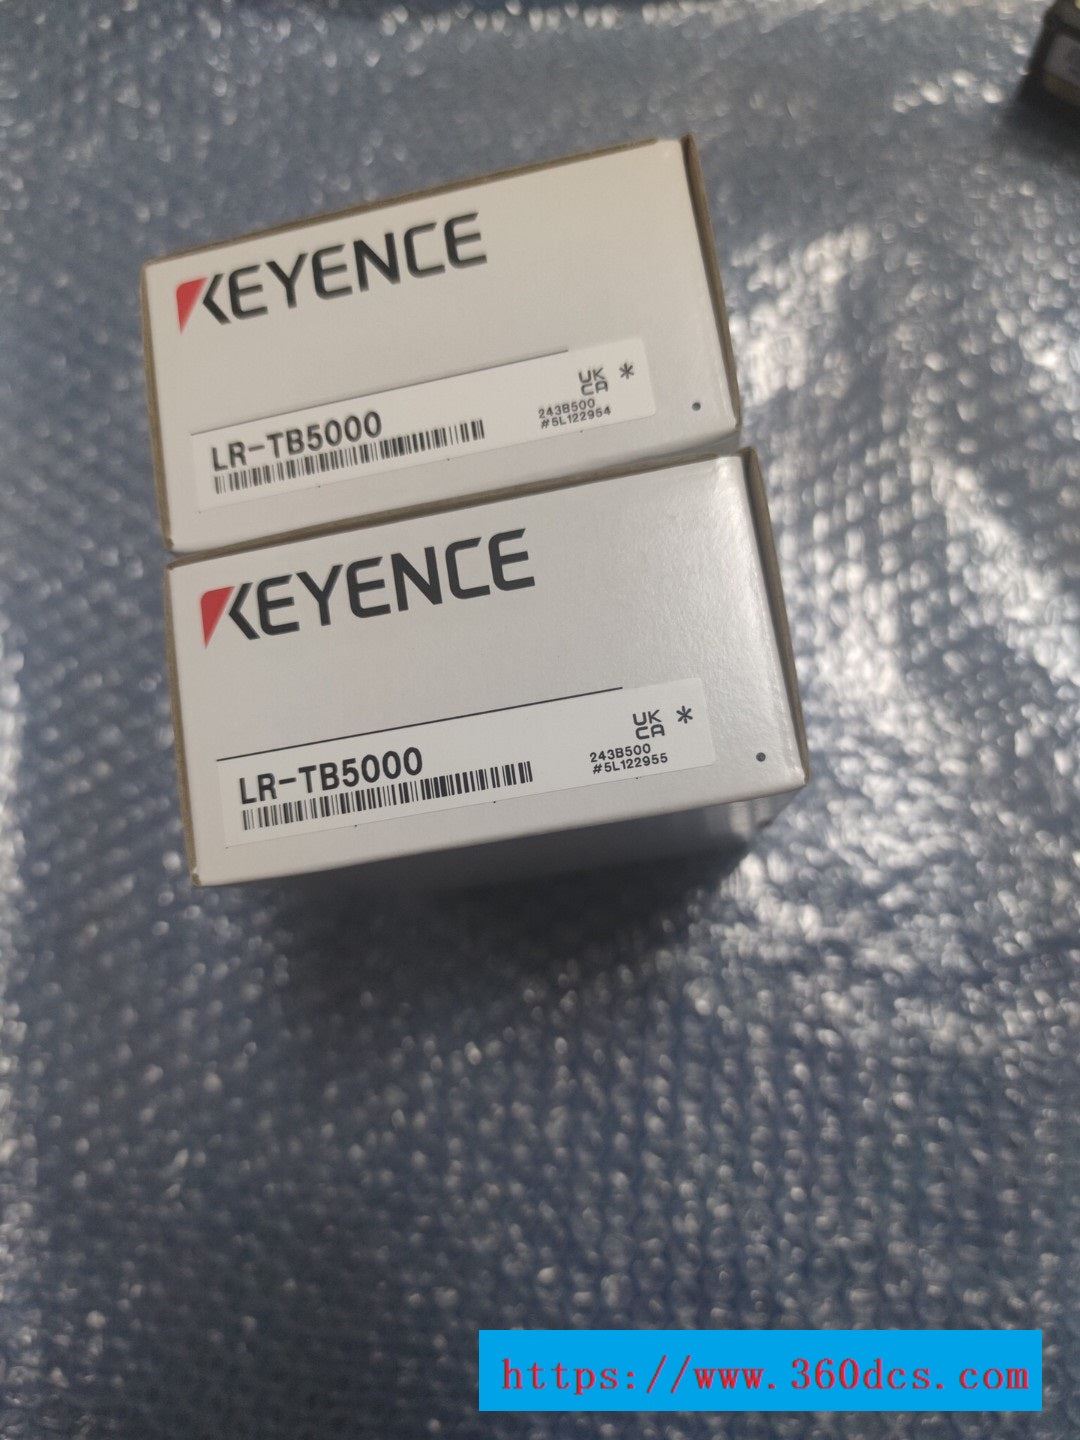 KEYENCE
UK
CA
*
LR-TB5000
243B500
#5L122954
KEYENCE
UK
CA
*
LR-TB5000
243B500
#5L122955
https://www.360dcs.com